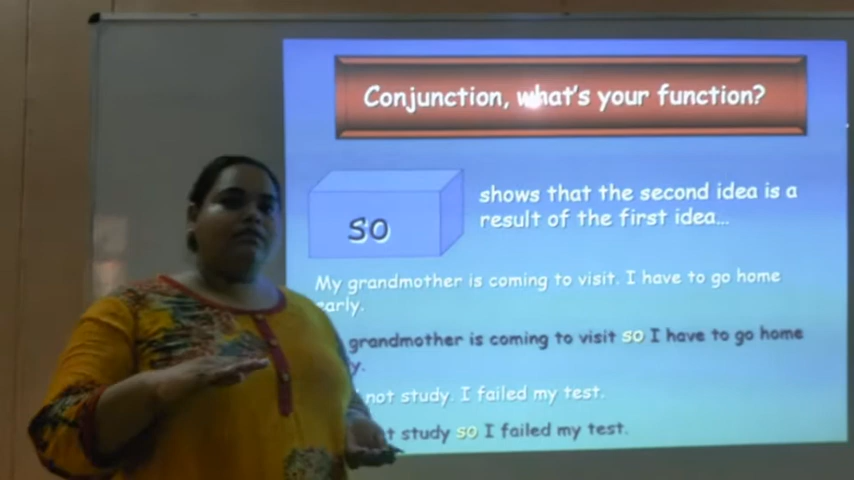 Conjunction, what's your function?
so
shows that the second idea is a
result of the first idea...
My grandmother is coming to visit. I have to go home
early.
grandmother is coming to visit so I have to go home
not study. I failed my test.
study so I failed my test.